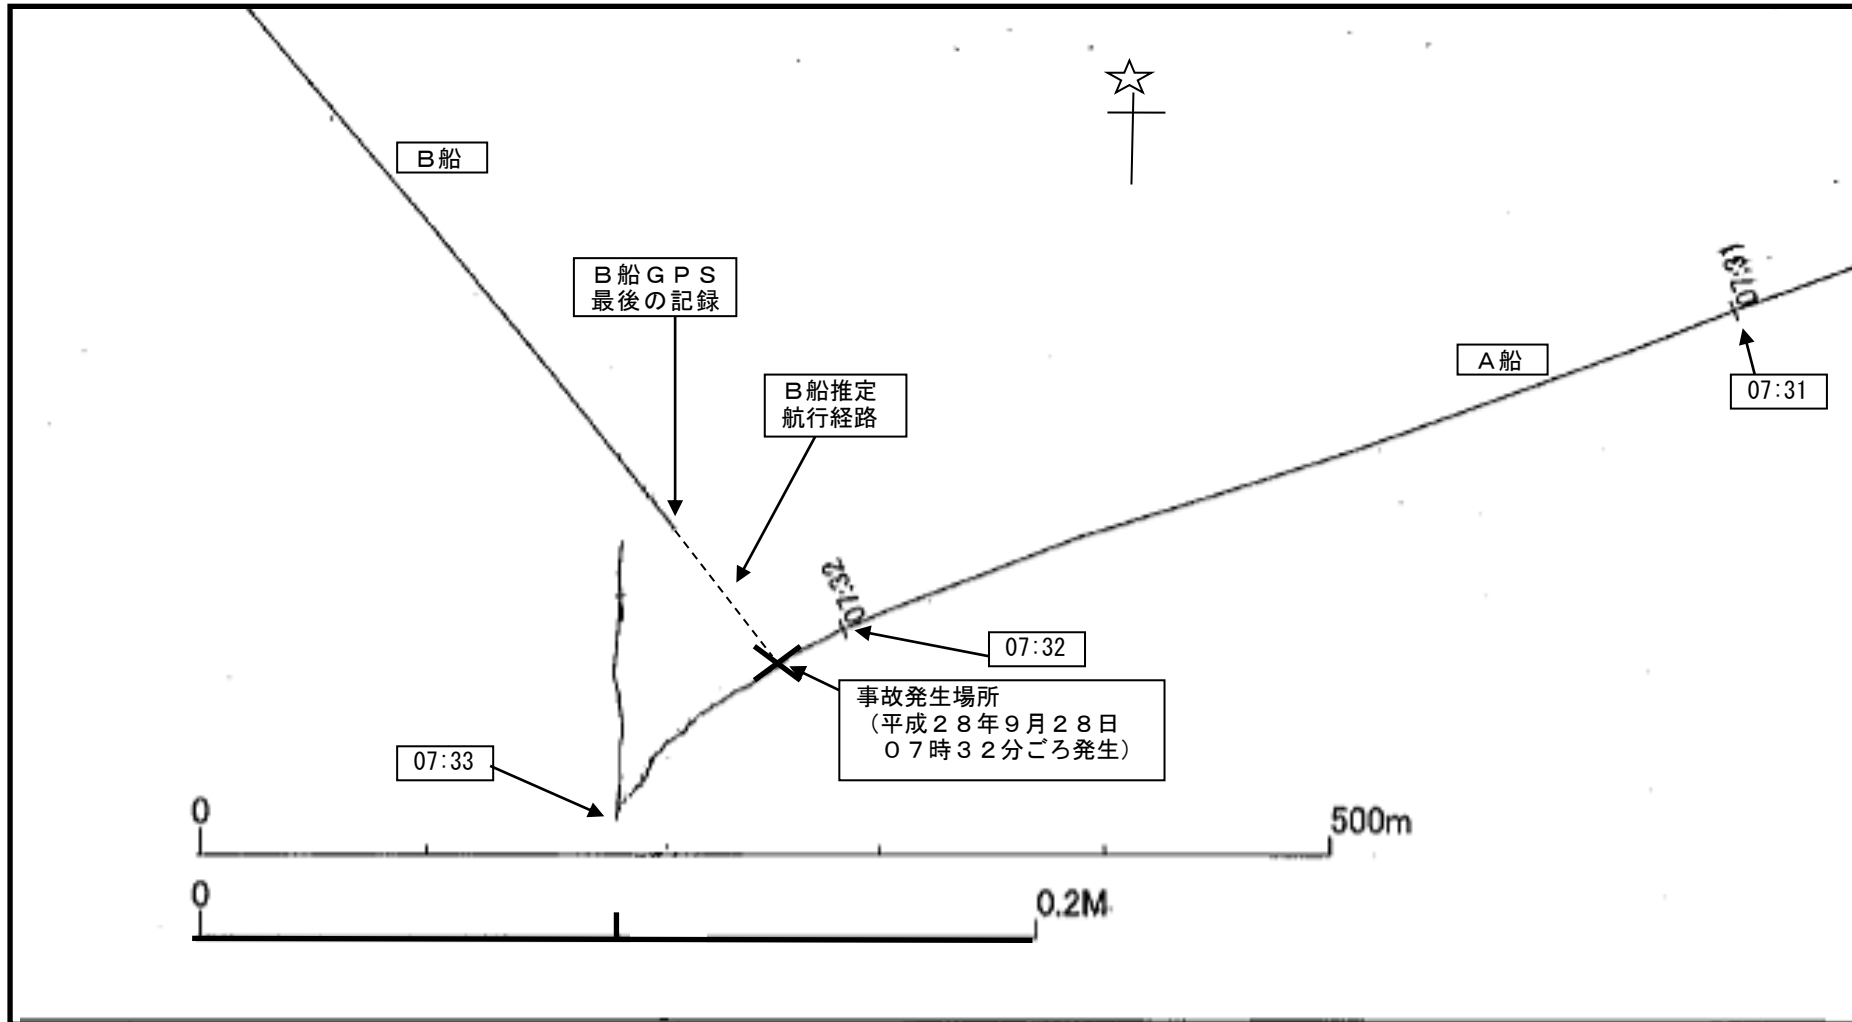 B船
B船GPS
最後の記録
B船推定
航行経路
A船
07:31
07:31
07:32
07:32
事故発生場所
(平成28年9月28日
07時32分ごろ発生)
07:33
0
500m
0
0.2M